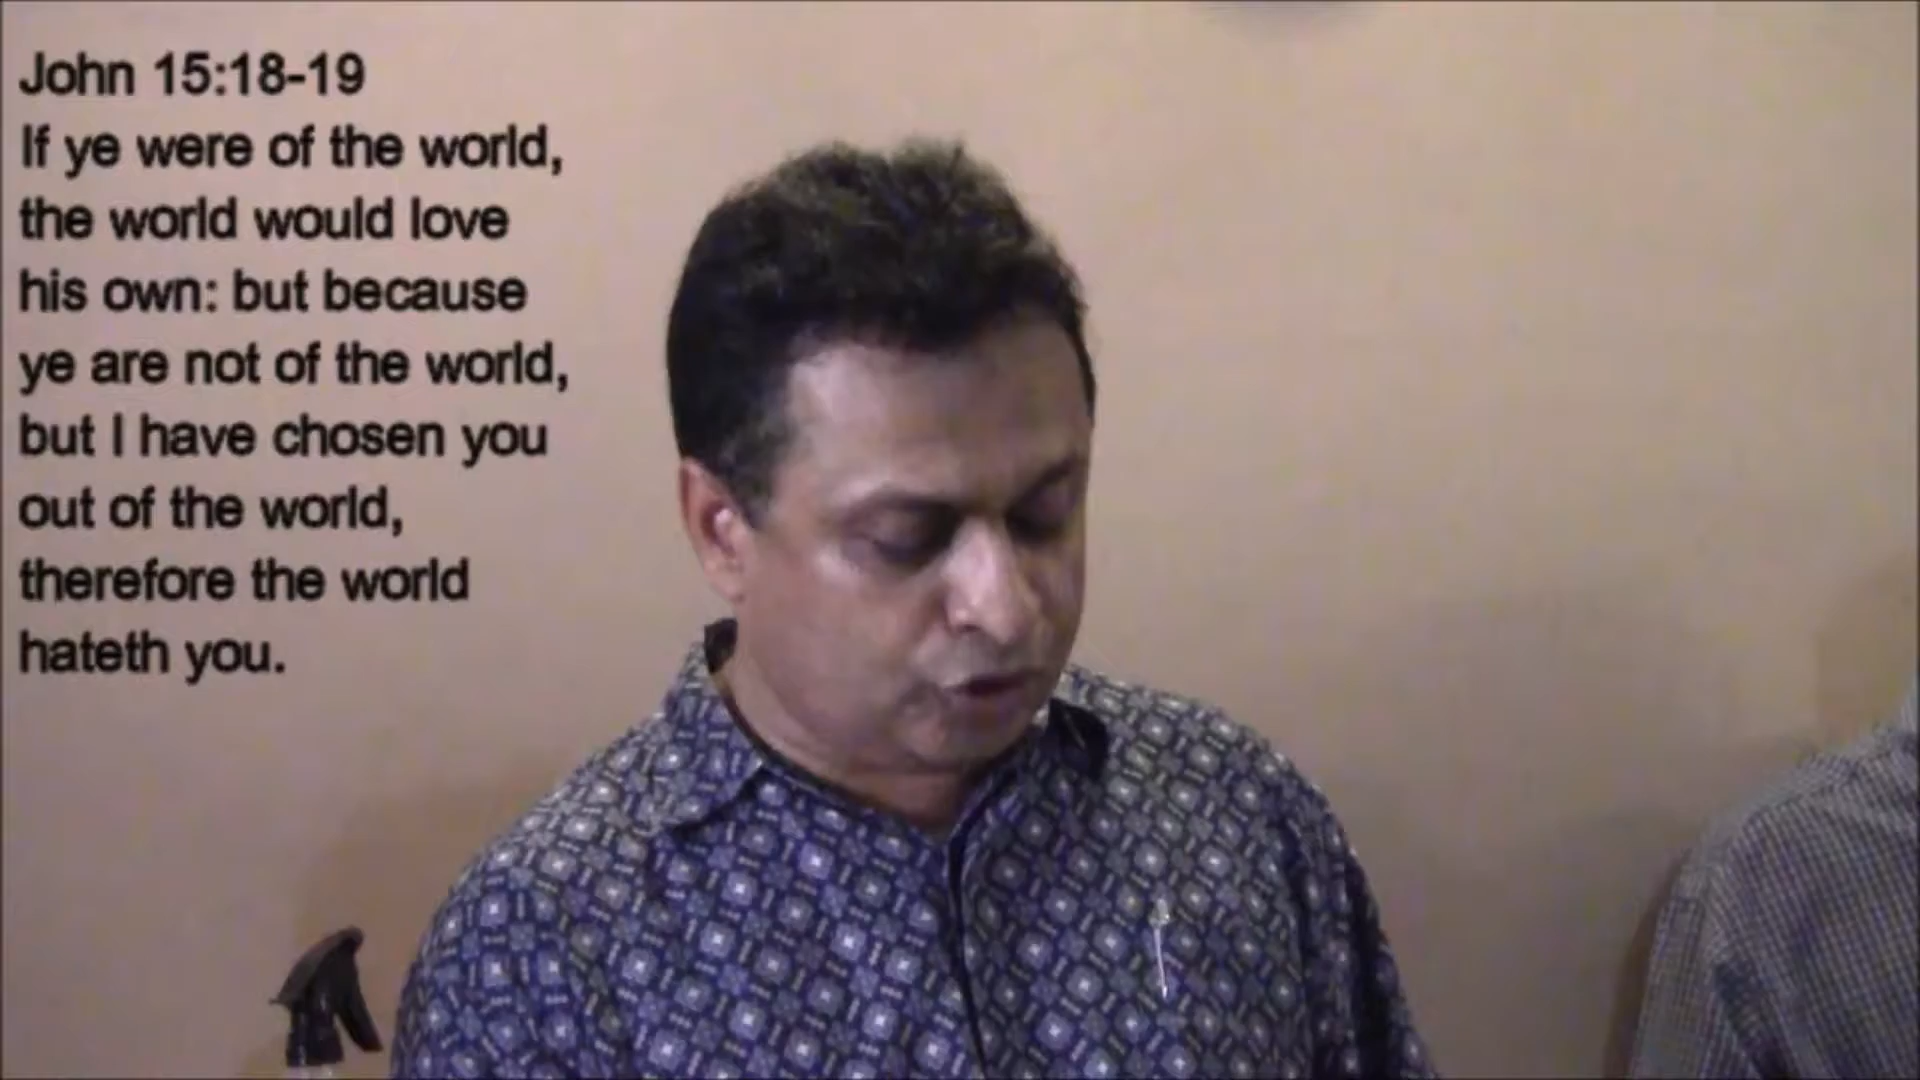 John 15:18-19
If ye were of the world,
the world would love
his own: but because
ye are not of the world,
but I have chosen you
out of the world,
therefore the world
hateth you.